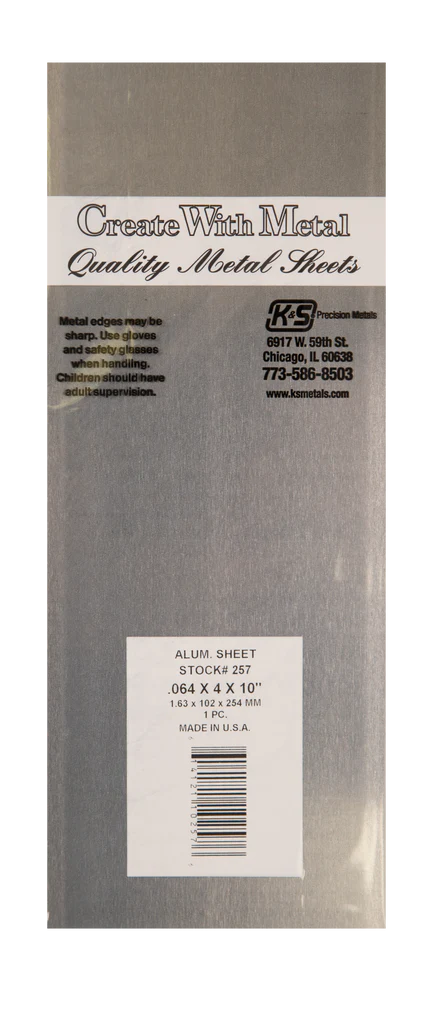 Create With Metal
Quality Metal Sheets
Metal edges may be
sharp. Use gloves
and safety glasses
when handling.
Children should have
adult supervision.
K&S Precision Metals
6917 W. 59th St.
Chicago, IL 60638
773-586-8503
www.ksmetals.com
ALUM. SHEET
STOCK# 257
.064 X 4 X 10"
1.63 x 102 x 254 MM
1 PC.
MADE IN U.S.A.